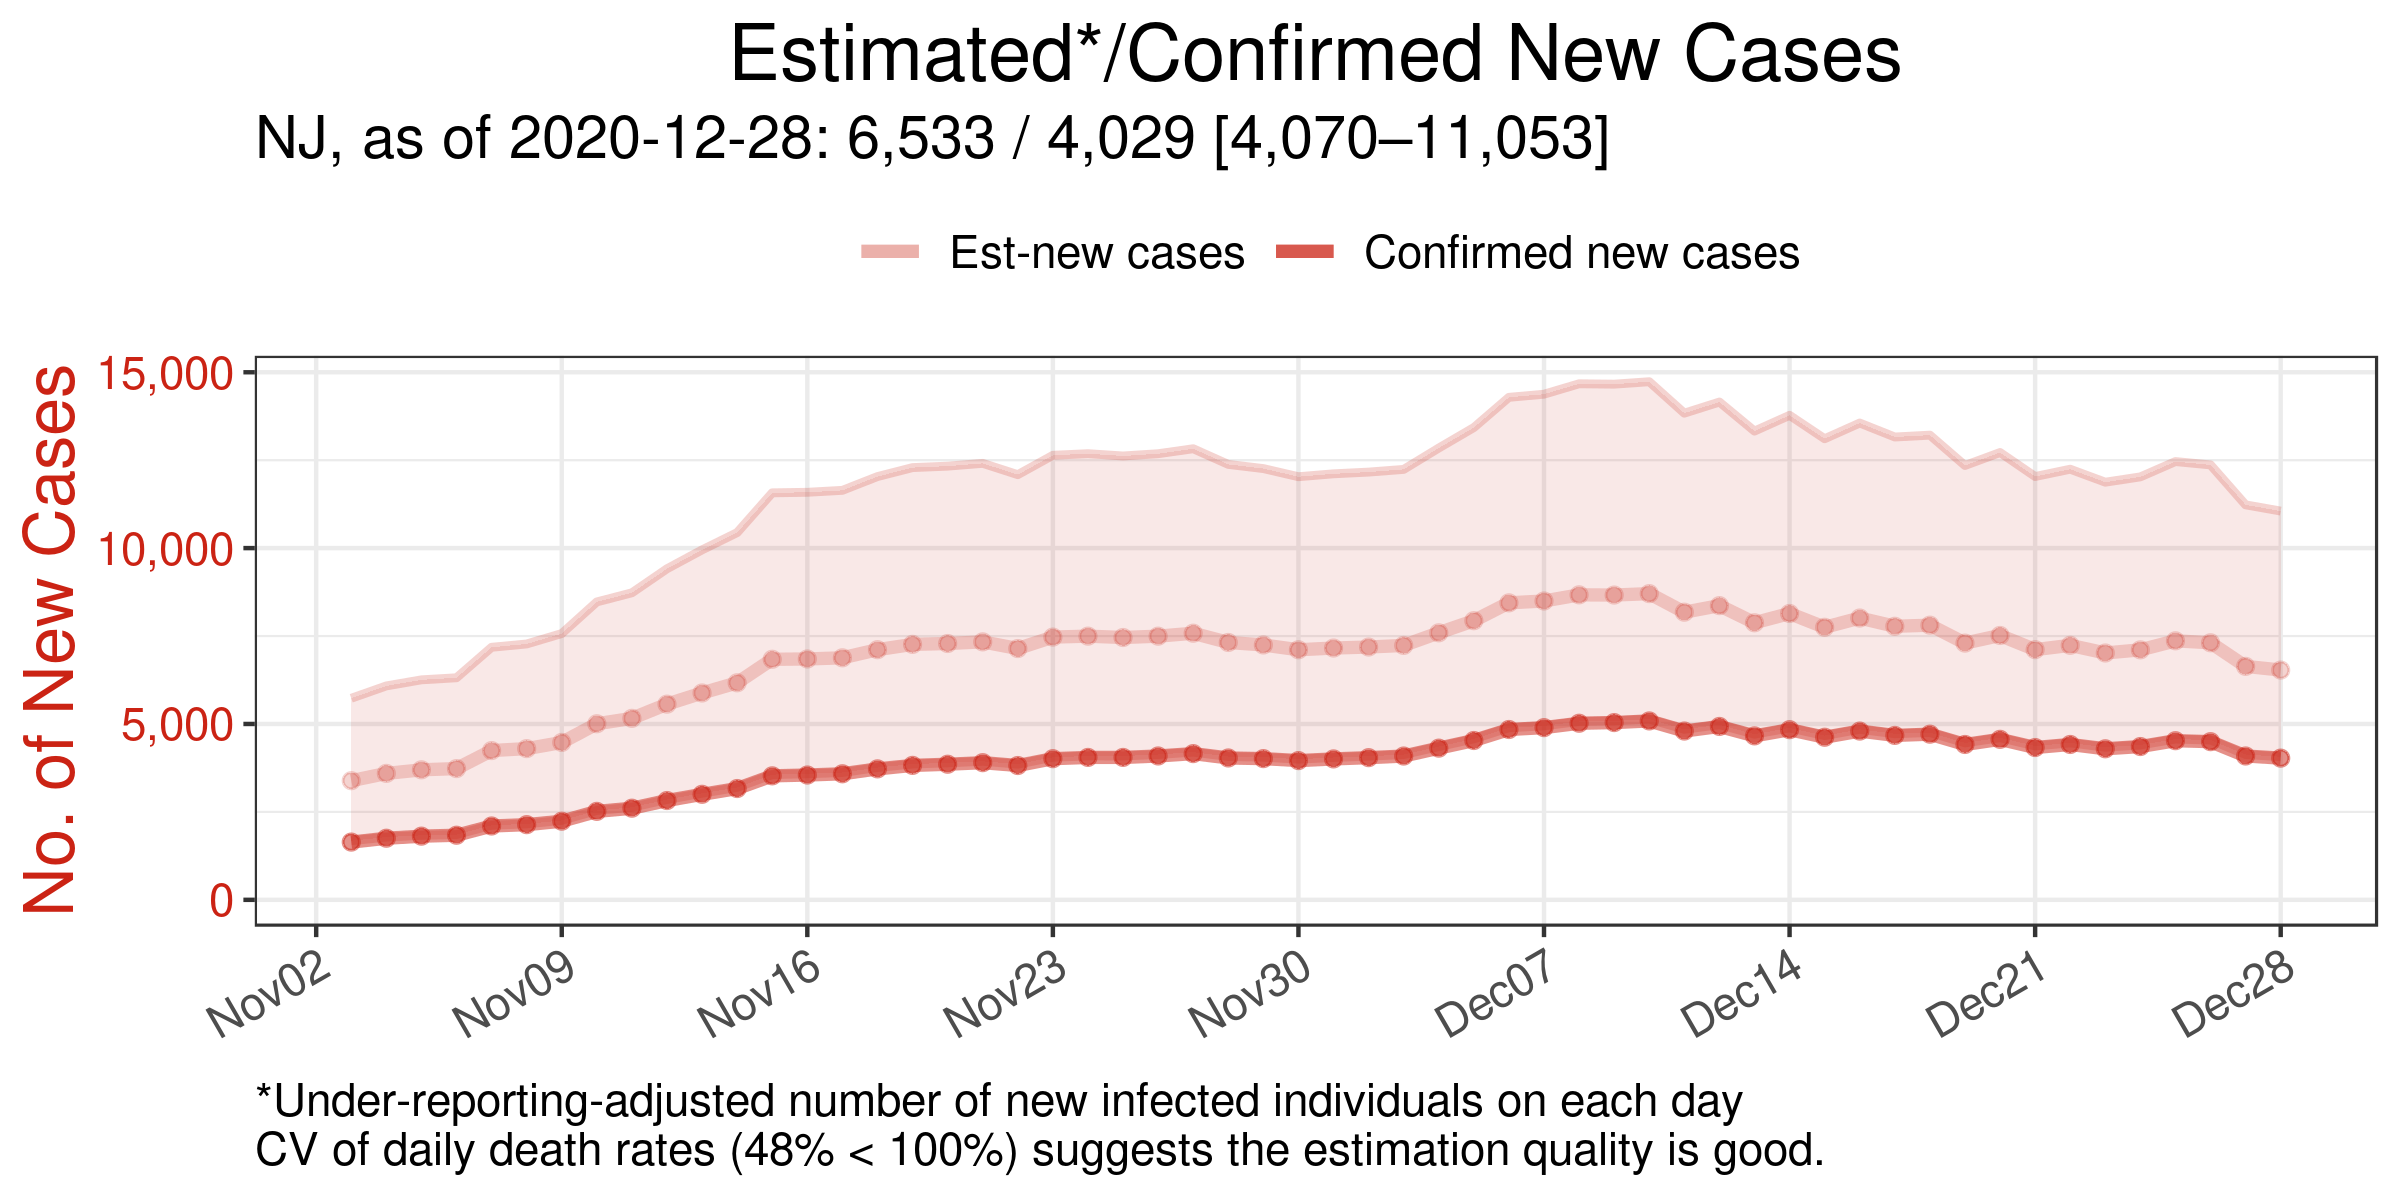 Estimated*/Confirmed New Cases
NJ, as of 2020-12-28: 6,533 / 4,029 [4,070–11,053]
Est-new cases
Confirmed new cases
No. of New Cases
15,000
10,000
5,000
0
Nov02
Nov09
Nov16
Nov23
Nov30
Dec07
Dec14
Dec21
Dec28
*Under-reporting-adjusted number of new infected individuals on each day
CV of daily death rates (48% < 100%) suggests the estimation quality is good.